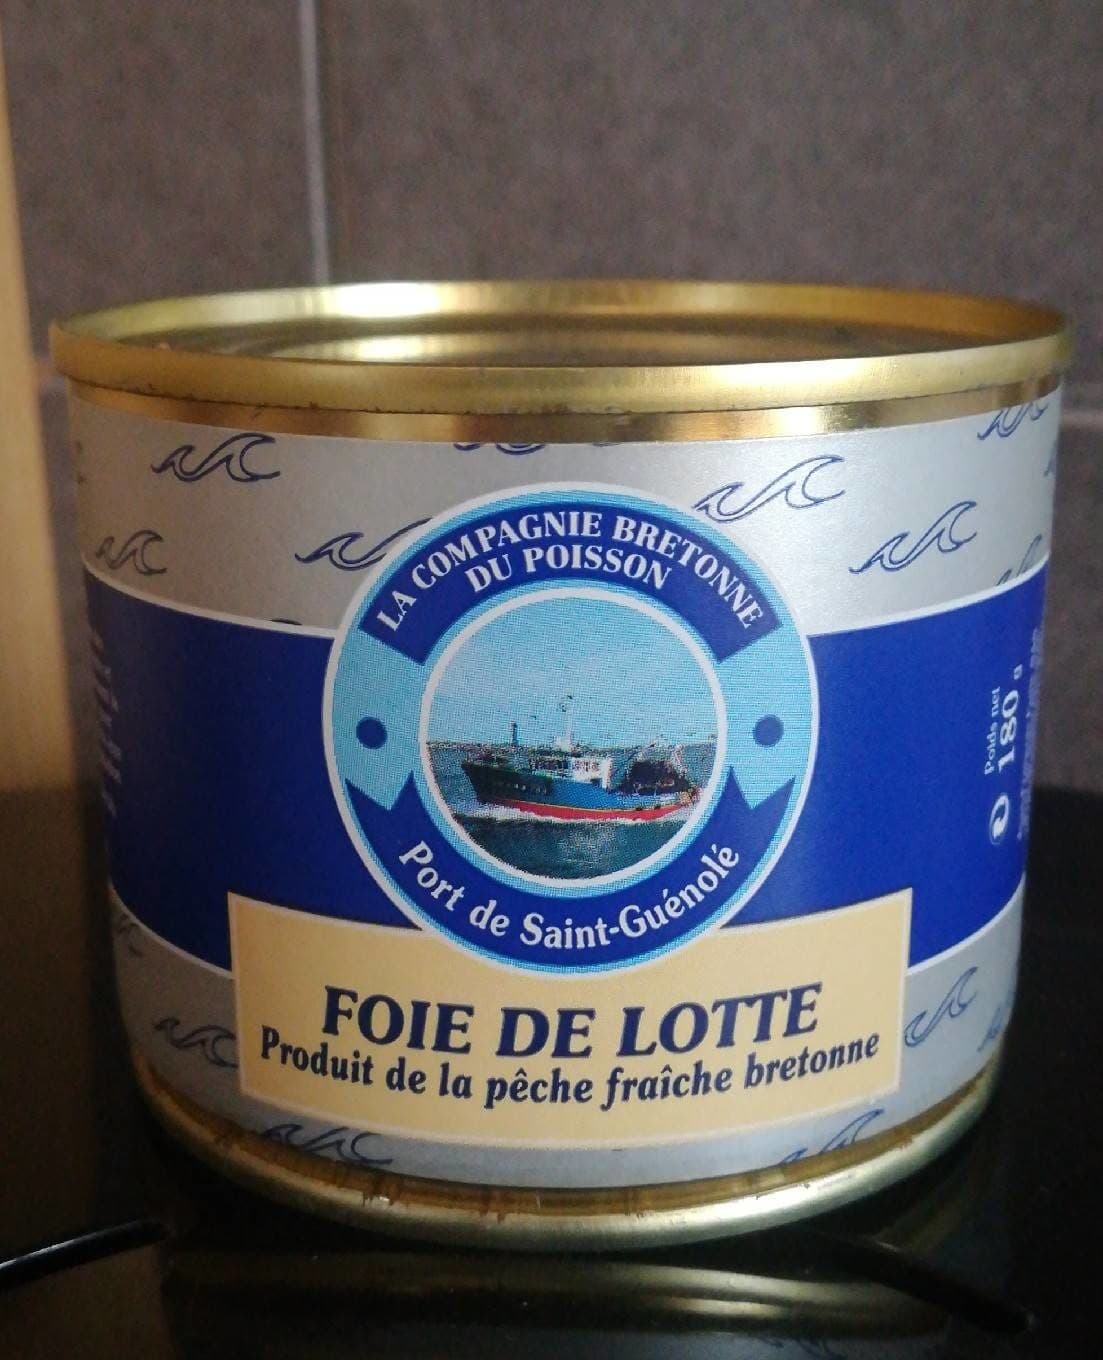 LA COMPAGNIE BRETONNE
DU POISSON
Port de Saint-Guénolé
FOIE DE LOTTE
Produit de la pêche fraîche bretonne
Poids net
180 g